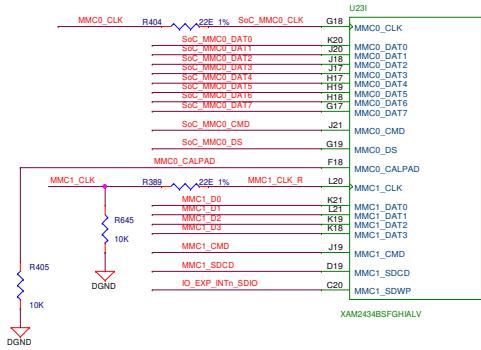 U23I
MMC0_CLK R404 22E 1% SoC_MMC0_CLK G18 MMC0_CLK
SoC_MMC0_DAT0 K20 MMC0_DAT0
SoC_MMC0_DAT1 J20 MMC0_DAT1
SoC_MMC0_DAT2 J18 MMC0_DAT2
SoC_MMC0_DAT3 J17 MMC0_DAT3
SoC_MMC0_DAT4 H17 MMC0_DAT4
SoC_MMC0_DAT5 H19 MMC0_DAT5
SoC_MMC0_DAT6 H18 MMC0_DAT6
SoC_MMC0_DAT7 G17 MMC0_DAT7
SoC_MMC0_CMD J21 MMC0_CMD
SoC_MMC0_DS G19 MMC0_DS
MMC0_CALPAD F18 MMC0_CALPAD
MMC1_CLK R389 22E 1% MMC1_CLK_R L20 MMC1_CLK
MMC1_D0 K21 MMC1_DAT0
MMC1_D1 L21 MMC1_DAT1
MMC1_D2 K19 MMC1_DAT2
MMC1_D3 K18 MMC1_DAT3
R645
10K
MMC1_CMD J19 MMC1_CMD
MMC1_SDCD D19 MMC1_SDCD
R405
10K
DGND
IO_EXP_INTn_SDIO C20 MMC1_SDWP
XAM2434BSFGHIALV
DGND